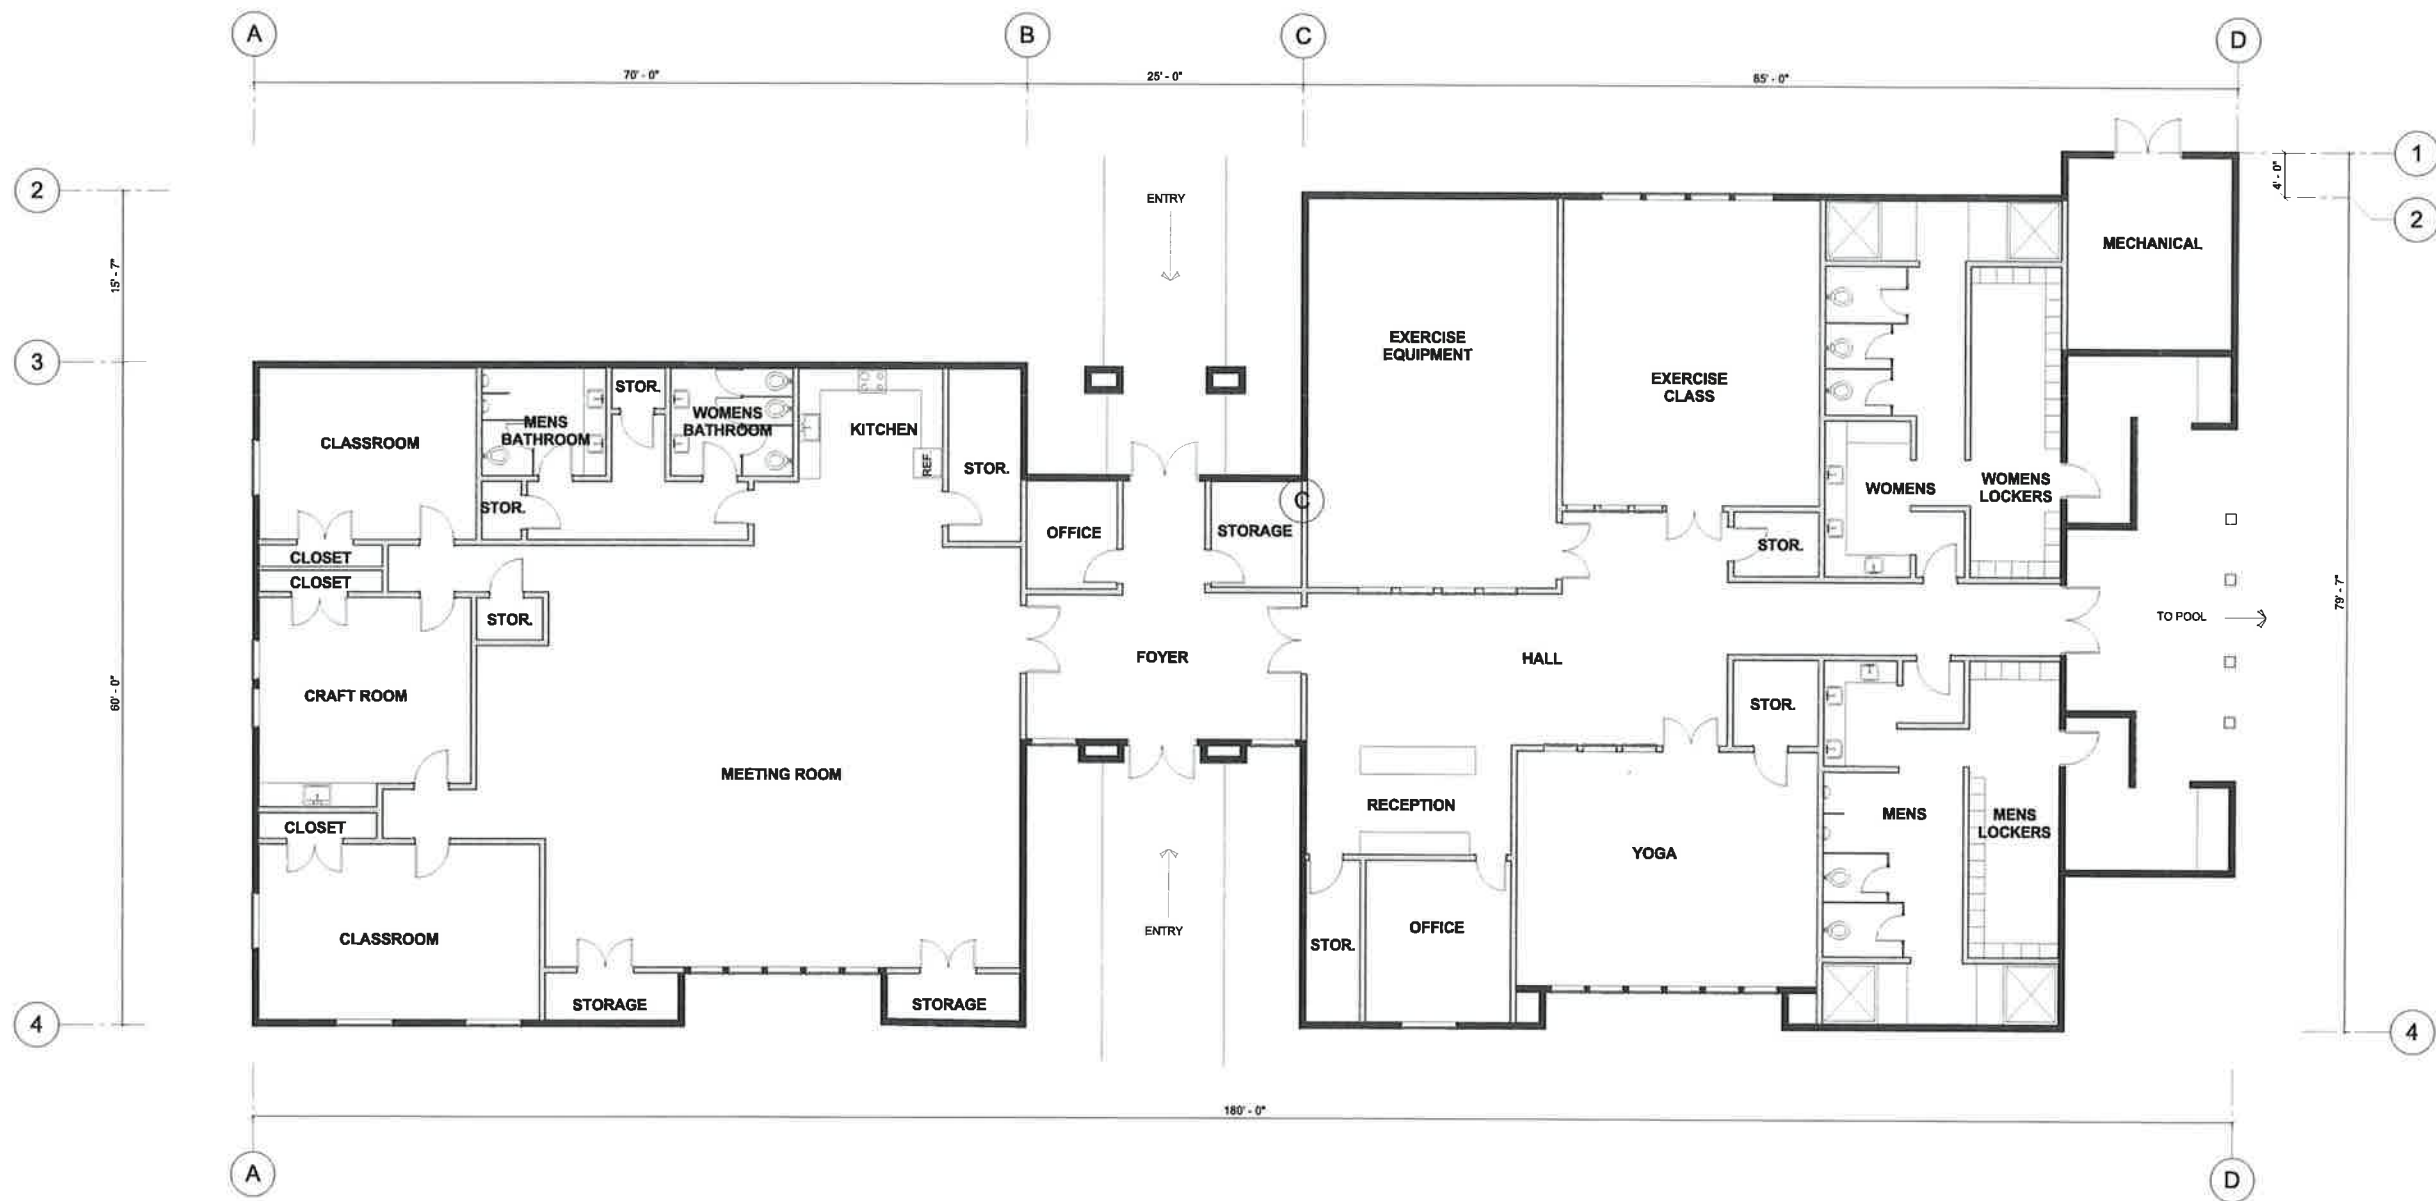 A
B
C
D
70' - 0"
25' - 0"
85' - 0"
2
15' - 7"
3
60' - 0"
4
1
4' - 0"
2
79' - 7"
4
ENTRY
MECHANICAL
EXERCISE
EQUIPMENT
EXERCISE
CLASS
CLASSROOM
MENS
BATHROOM
STOR.
WOMENS
BATHROOM
KITCHEN
REF.
STOR.
STOR.
CLOSET
CLOSET
STOR.
OFFICE
STORAGE
C
STOR.
WOMENS
WOMENS
LOCKERS
TO POOL
CRAFT ROOM
FOYER
HALL
STOR.
MEETING ROOM
RECEPTION
CLOSET
YOGA
MENS
MENS
LOCKERS
CLASSROOM
ENTRY
STOR.
OFFICE
STORAGE
STORAGE
180' - 0"
A
D